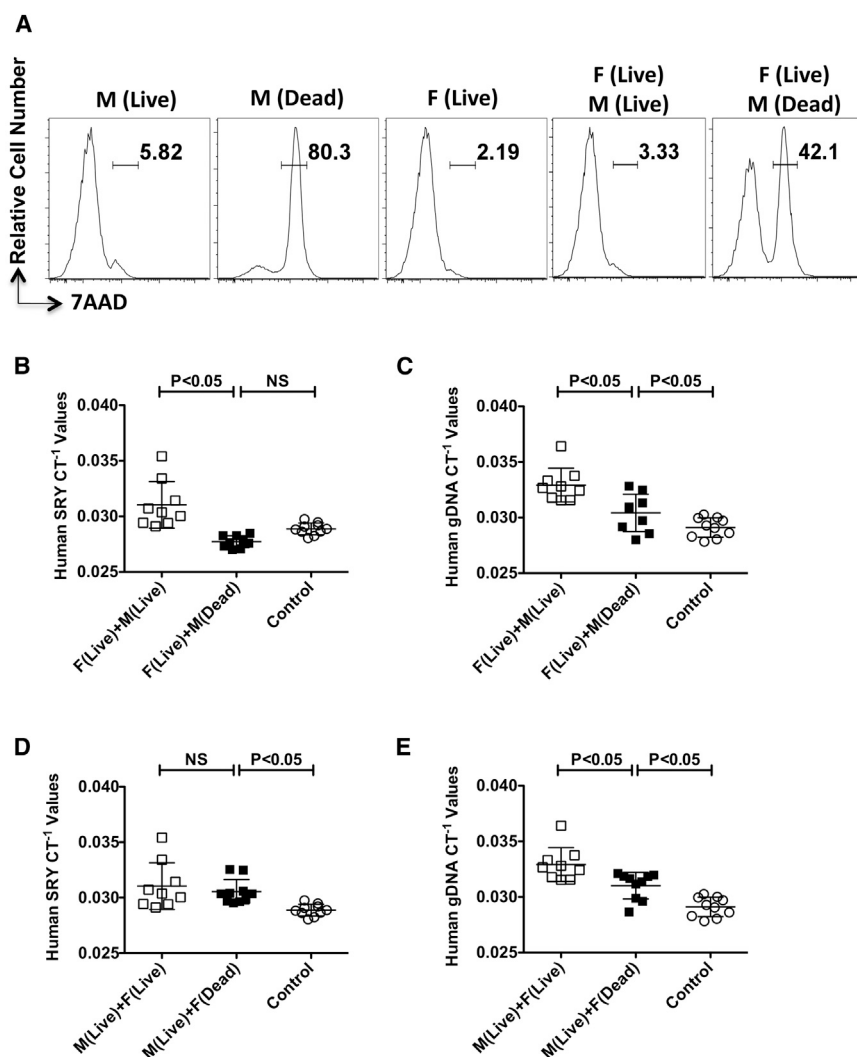 A
Relative Cell Number
M (Live)
5.82
M (Dead)
80.3
F (Live)
2.19
F (Live)
M (Live)
3.33
F (Live)
M (Dead)
42.1
7AAD
B
P<0.05
NS
Human SRY CT⁻¹ Values
0.040
0.035
0.030
0.025
F(Live)+M(Live)
F(Live)+M(Dead)
Control
C
P<0.05
P<0.05
Human gDNA CT⁻¹ Values
0.040
0.035
0.030
0.025
F(Live)+M(Live)
F(Live)+M(Dead)
Control
D
NS
P<0.05
Human SRY CT⁻¹ Values
0.040
0.035
0.030
0.025
M(Live)+F(Live)
M(Live)+F(Dead)
Control
E
P<0.05
P<0.05
Human gDNA CT⁻¹ Values
0.040
0.035
0.030
0.025
M(Live)+F(Live)
M(Live)+F(Dead)
Control